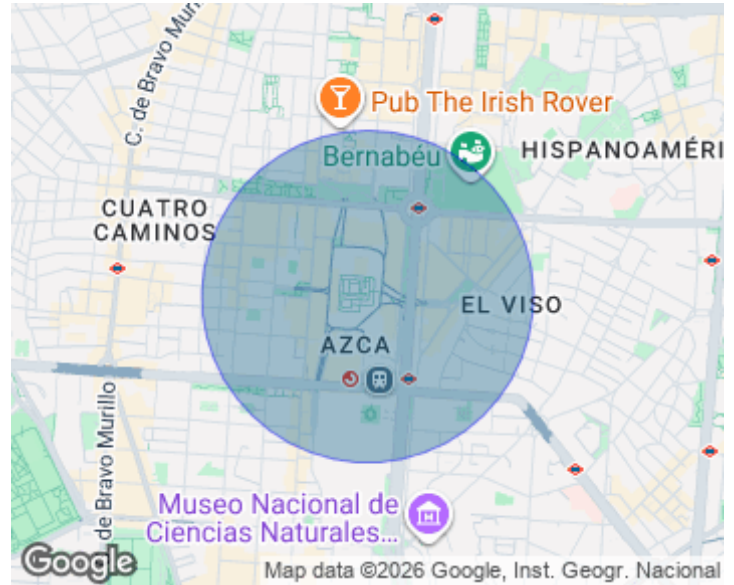 C. de Bravo Mur
Pub The Irish Rover
Bernabéu
HISPANOAMÉRI
CUATRO
CAMINOS
EL VISO
AZCA
de Bravo Murillo
Museo Nacional de
Ciencias Naturales...
Google
Map data ©2026 Google, Inst. Geogr. Nacional